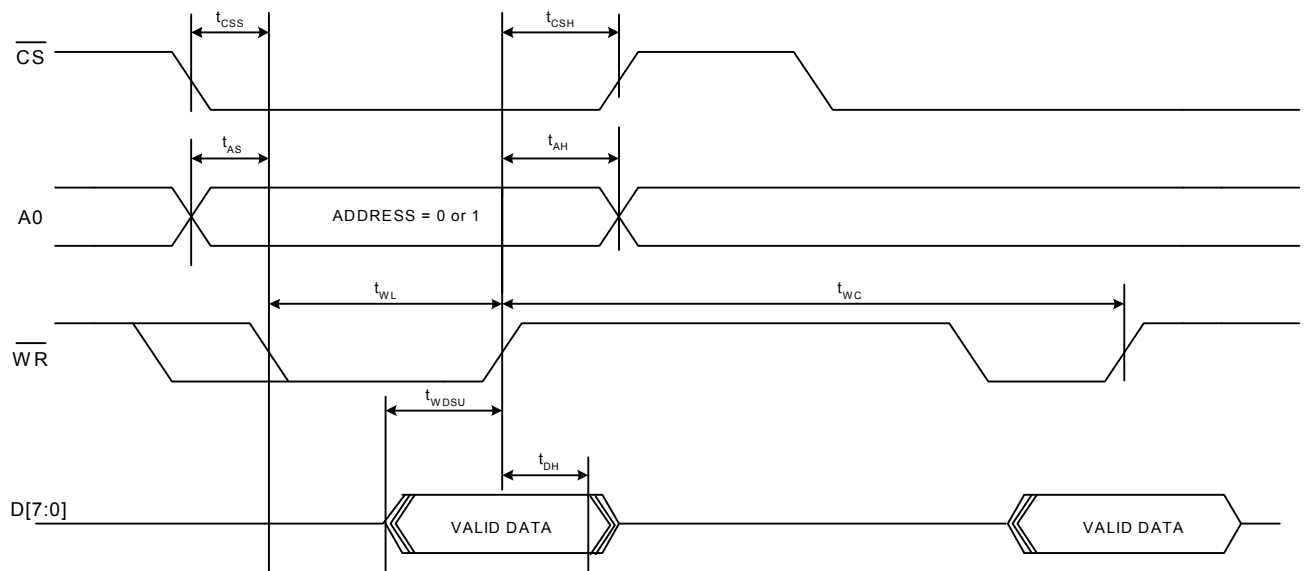 tCSS
tCSH
CS
tAS
tAH
A0
ADDRESS = 0 or 1
tWL
tWC
WR
tWDSU
tDH
D[7:0]
VALID DATA
VALID DATA